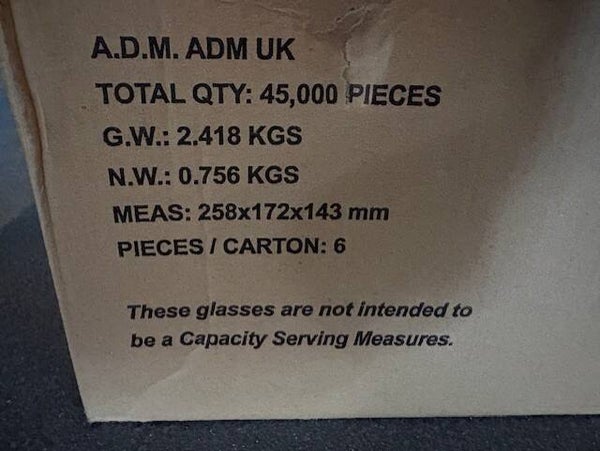 A.D.M. ADM UK
TOTAL QTY: 45,000 PIECES
G.W.: 2.418 KGS
N.W.: 0.756 KGS
MEAS: 258x172x143 mm
PIECES / CARTON: 6
These glasses are not intended to
be a Capacity Serving Measures.